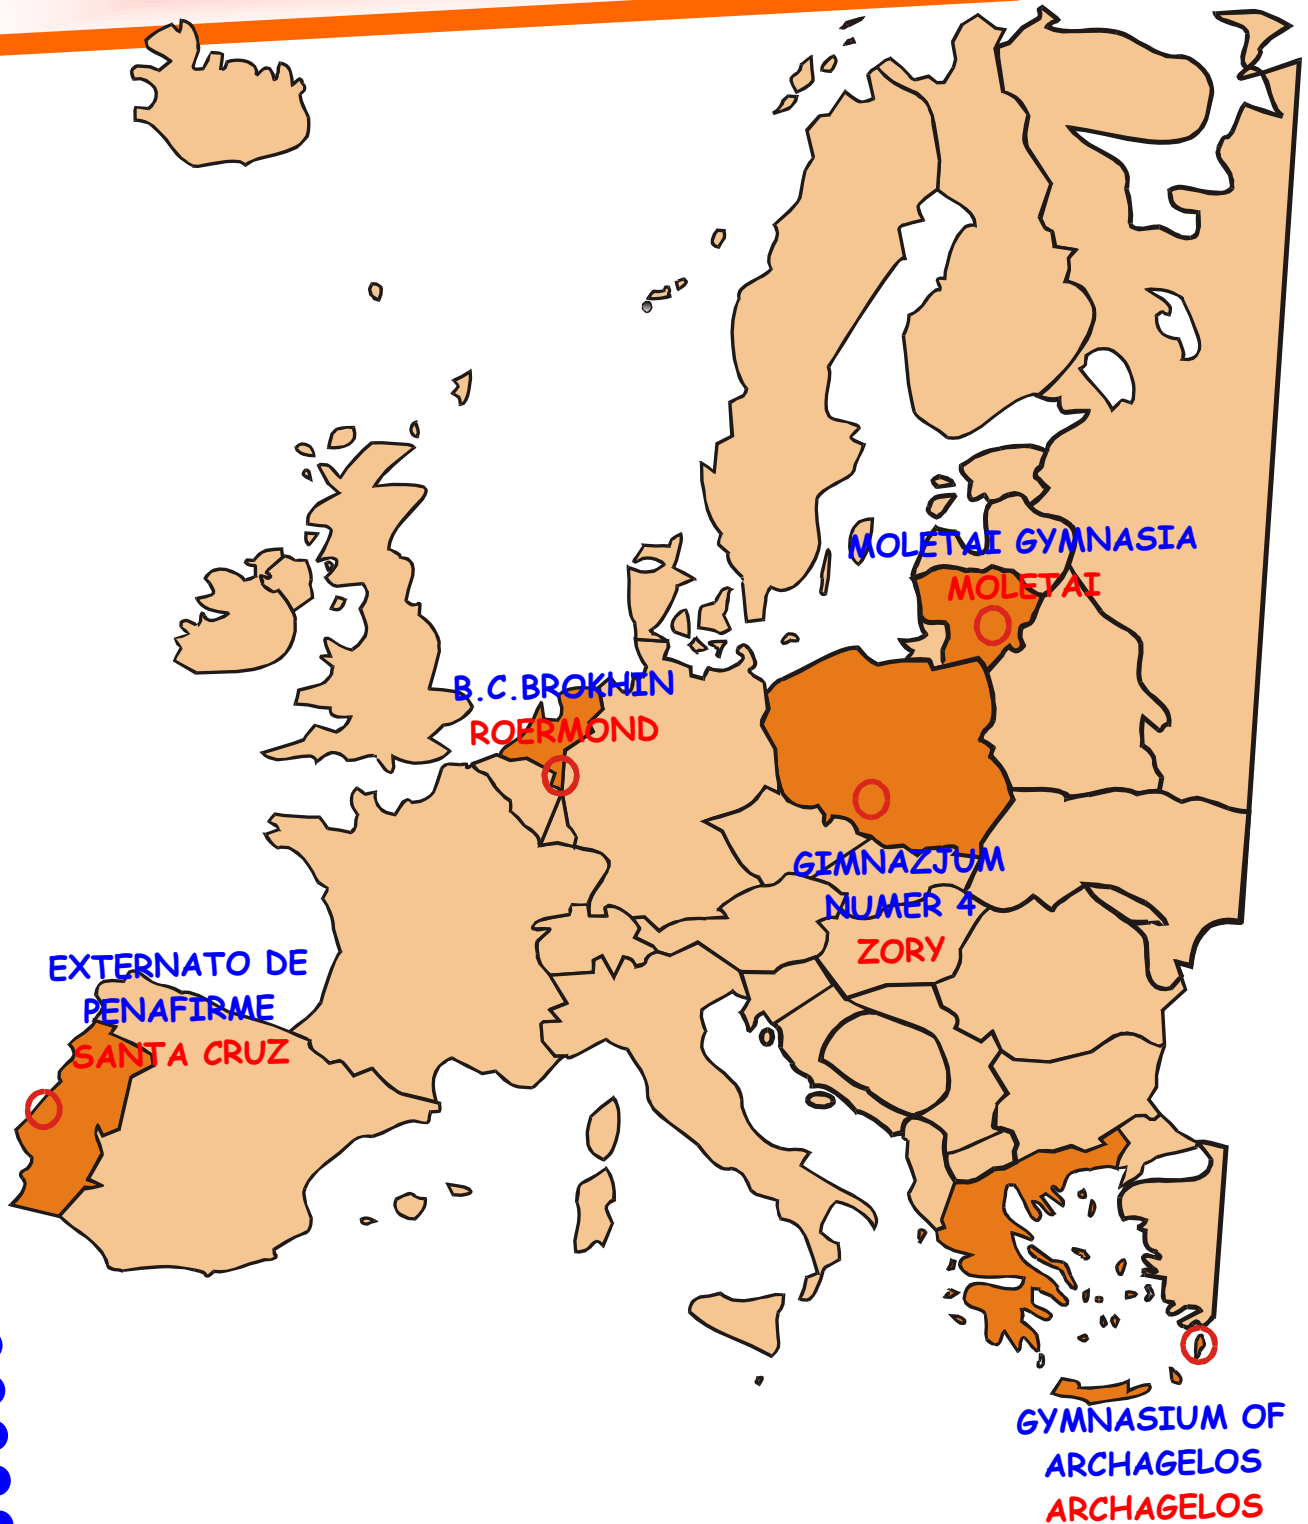 MOLETAI GYMNASIA
MOLETAI
B.C.BROKHIN
ROERMOND
GIMNAZJUM
NUMER 4
ZORY
EXTERNATO DE
PENAFIRME
SANTA CRUZ
GYMNASIUM OF
ARCHAGELOS
ARCHAGELOS